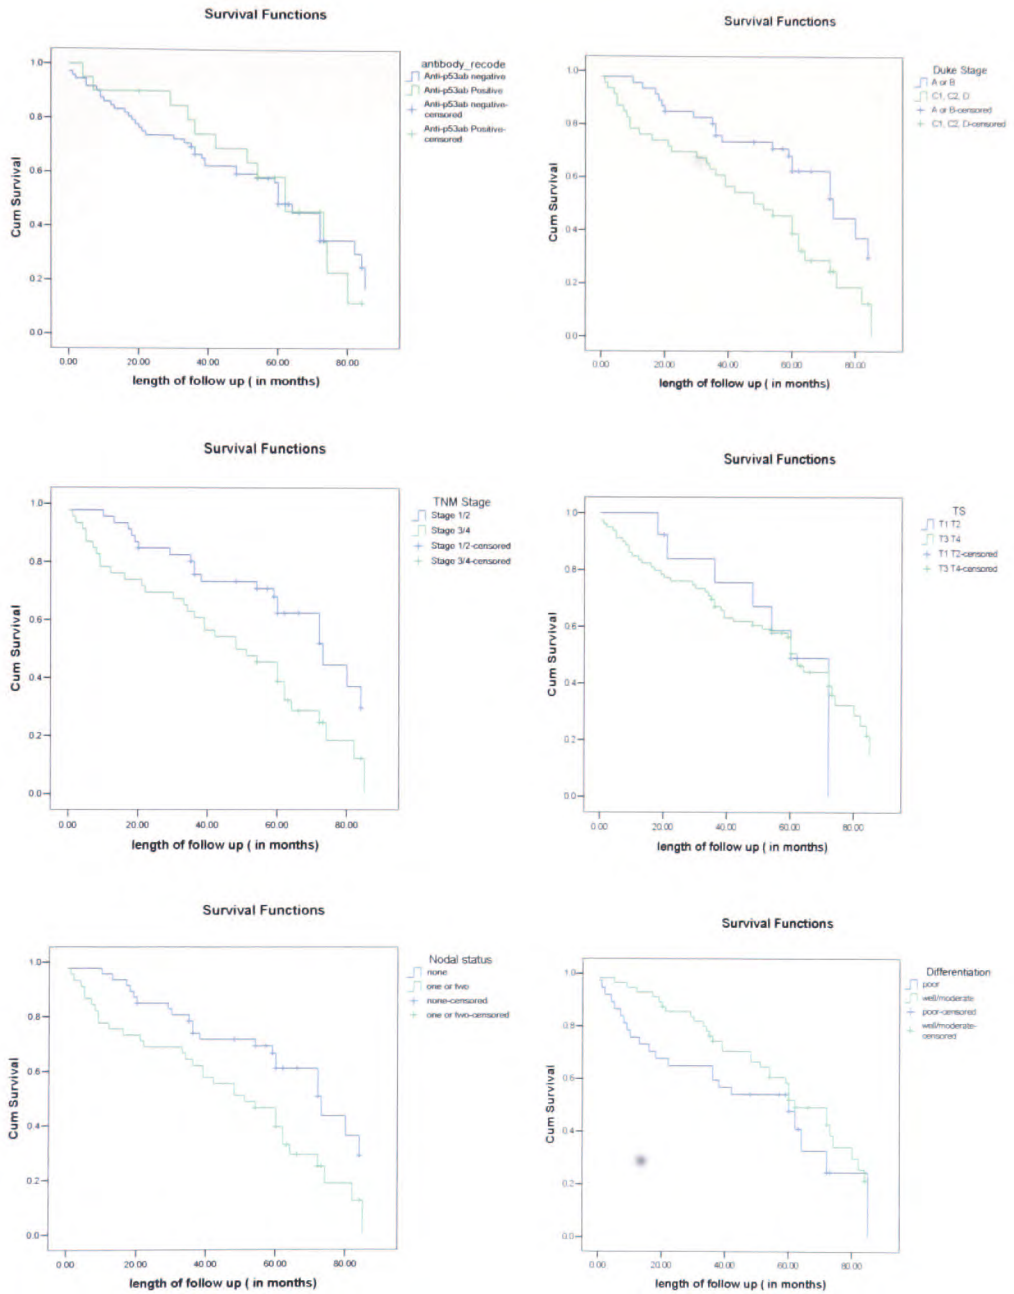 Survival Functions
antibody_recode
Anti-p53ab negative
Anti-p53ab Positive
Anti-p53ab negative-
censored
Anti-p53ab Positive-
censored
Cum Survival
1.0
0.8
0.6
0.4
0.2
0.0
0.00 20.00 40.00 60.00 80.00
length of follow up ( in months)
Survival Functions
Duke Stage
A or B
C1, C2, D
A or B-censored
C1, C2, D-censored
Cum Survival
1.0
0.8
0.6
0.4
0.2
0.0
0.00 20.00 40.00 60.00 80.00
length of follow up ( in months)
Survival Functions
TNM Stage
Stage 1/2
Stage 3/4
Stage 1/2-censored
Stage 3/4-censored
Cum Survival
1.0
0.8
0.6
0.4
0.2
0.0
0.00 20.00 40.00 60.00 80.00
length of follow up ( in months)
Survival Functions
TS
T1 T2
T3 T4
T1 T2-censored
T3 T4-censored
Cum Survival
1.0
0.8
0.6
0.4
0.2
0.0
0.00 20.00 40.00 60.00 80.00
length of follow up ( in months)
Survival Functions
Nodal status
none
one or two
none-censored
one or two-censored
Cum Survival
1.0
0.8
0.6
0.4
0.2
0.0
0.00 20.00 40.00 60.00 80.00
length of follow up ( in months)
Survival Functions
Differentiation
poor
well/moderate
poor-censored
well/moderate-
censored
Cum Survival
1.0
0.8
0.6
0.4
0.2
0.0
0.00 20.00 40.00 60.00 80.00
length of follow up ( in months)